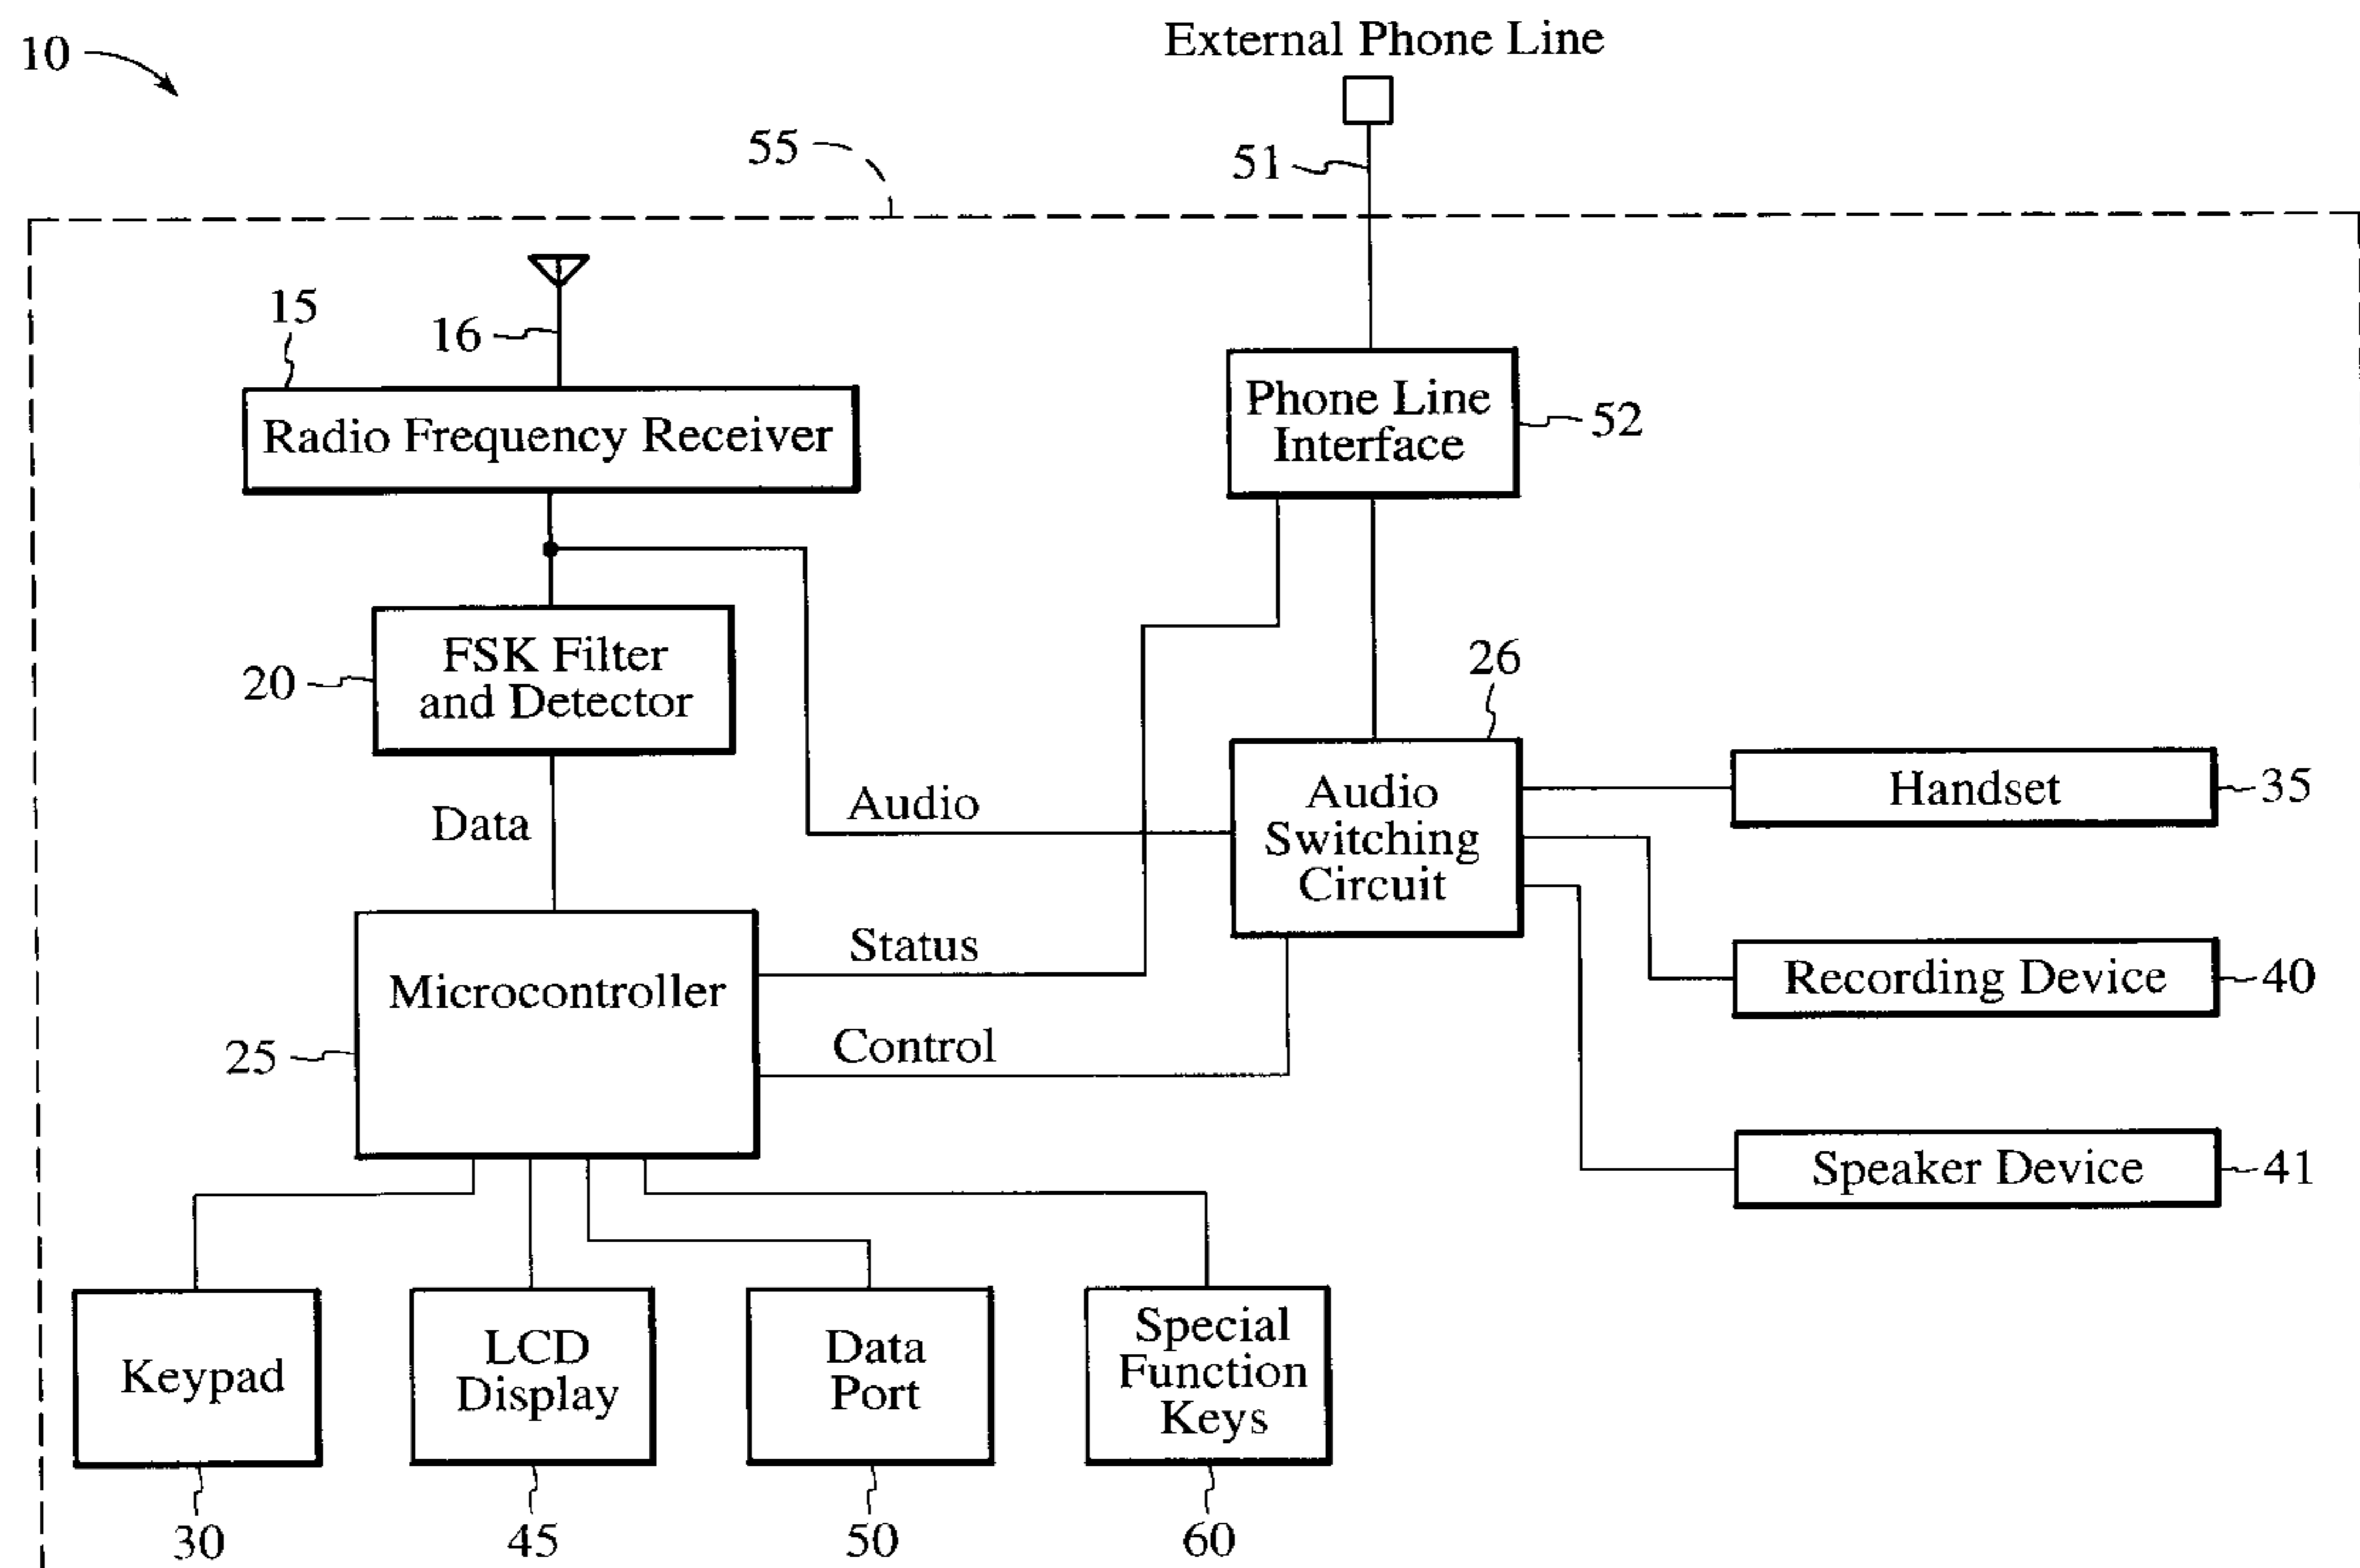 External Phone Line
10
55
51
15
16
Radio Frequency Receiver
Phone Line
Interface
52
FSK Filter
and Detector
20
26
Audio
Switching
Circuit
Handset
35
Audio
Data
Status
Microcontroller
Recording Device
40
25
Control
Speaker Device
41
Keypad
LCD
Display
Data
Port
Special
Function
Keys
30
45
50
60